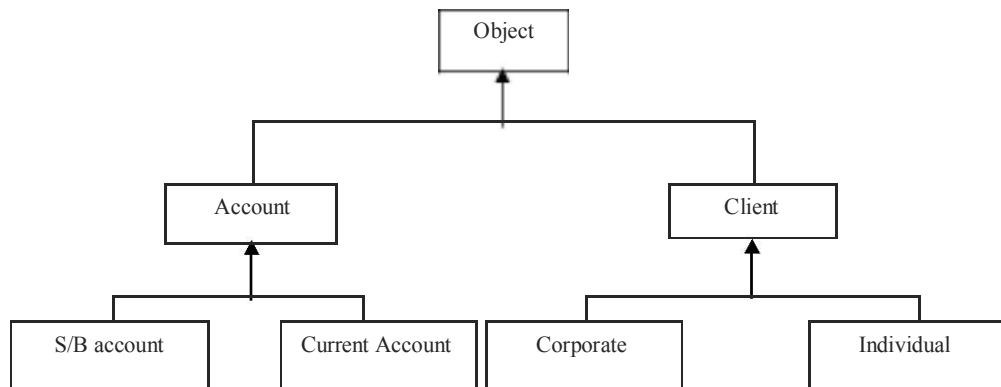 Object
Account
Client
S/B account
Current Account
Corporate
Individual